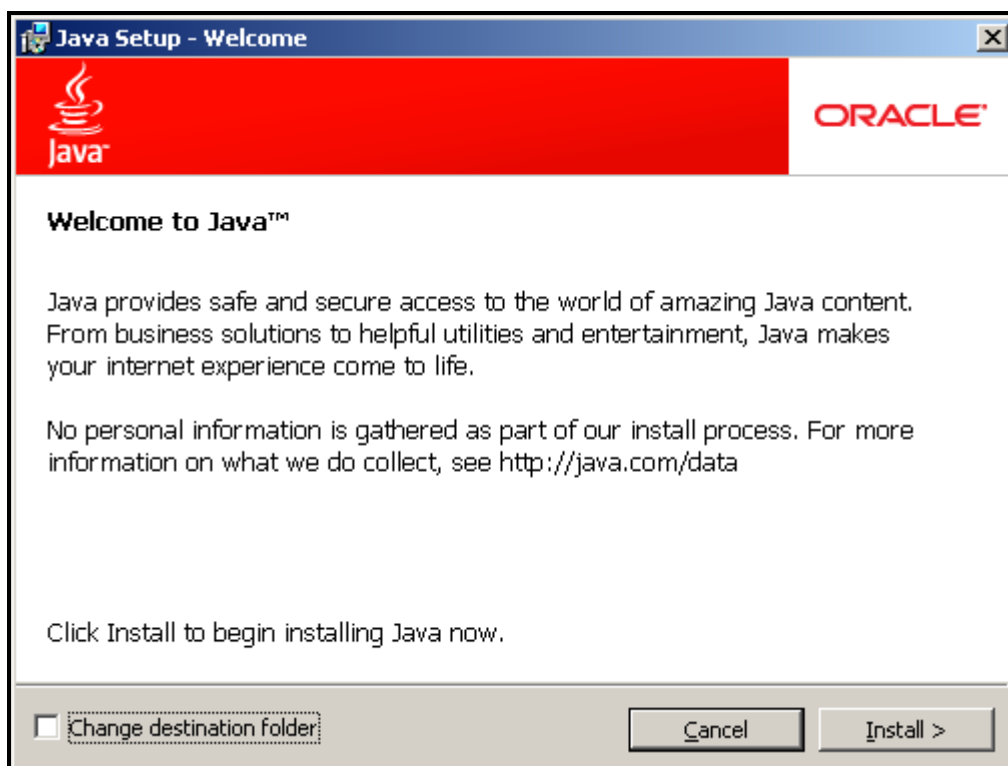 Java Setup - Welcome
Java™
ORACLE®
Welcome to Java™
Java provides safe and secure access to the world of amazing Java content.
From business solutions to helpful utilities and entertainment, Java makes
your internet experience come to life.
No personal information is gathered as part of our install process. For more
information on what we do collect, see http://java.com/data
Click Install to begin installing Java now.
Change destination folder
Cancel
Install >